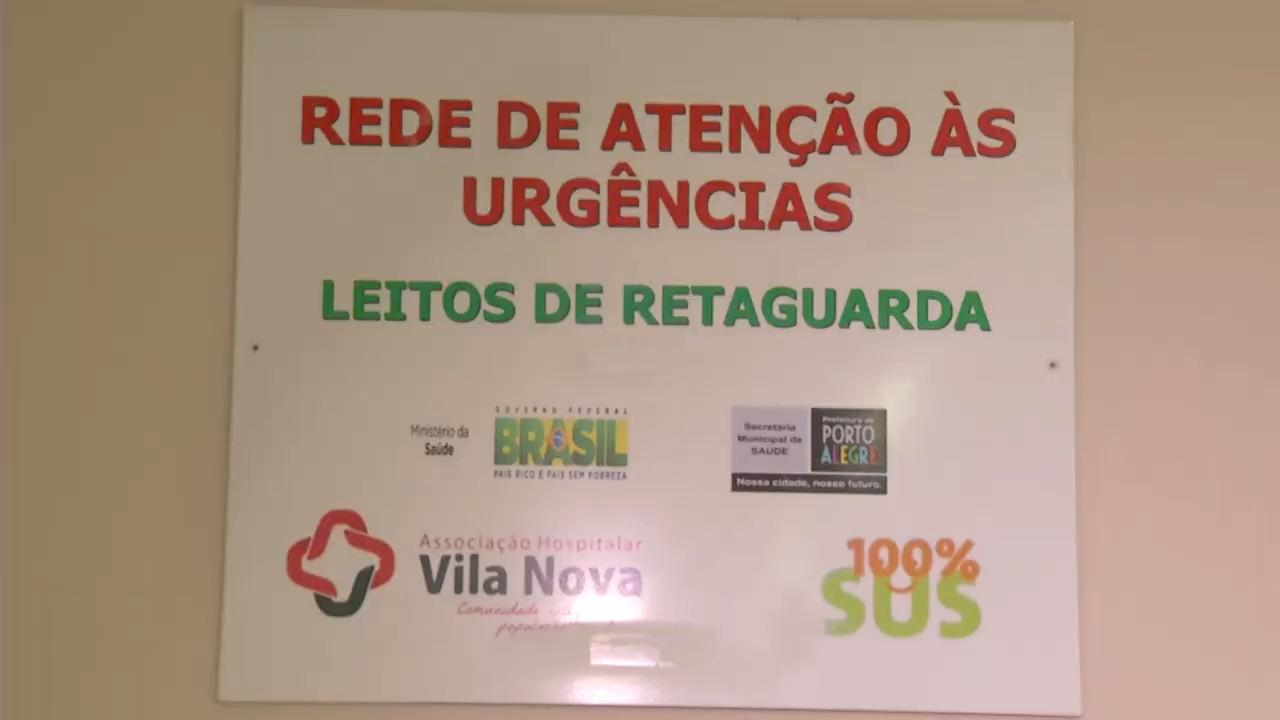 REDE DE ATENÇÃO ÀS
URGÊNCIAS
LEITOS DE RETAGUARDA
Ministério da
Saúde
GOVERNO FEDERAL
BRASIL
PAÍS RICO É PAÍS SEM POBREZA
Secretaria
Municipal de
SAÚDE
Prefeitura de
PORTO
ALEGRE
Nossa cidade, nosso futuro.
Associação Hospitalar
Vila Nova
Comunidade
100%
SUS